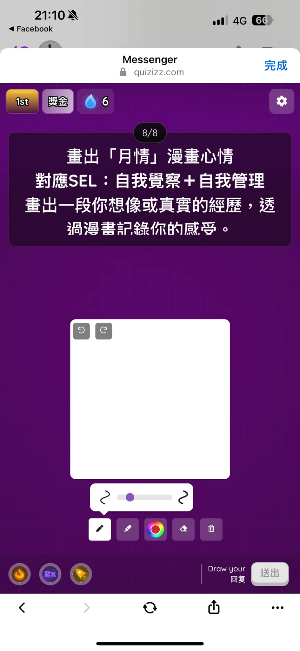 21:10
4G 66
Facebook
Messenger
quizizz.com
完成
1st
獎金
6
8/8
畫出「月情」漫畫心情
對應SEL：自我覺察＋自我管理
畫出一段你想像或真實的經歷，透
過漫畫記錄你的感受。
2x
Draw your
回复
送出